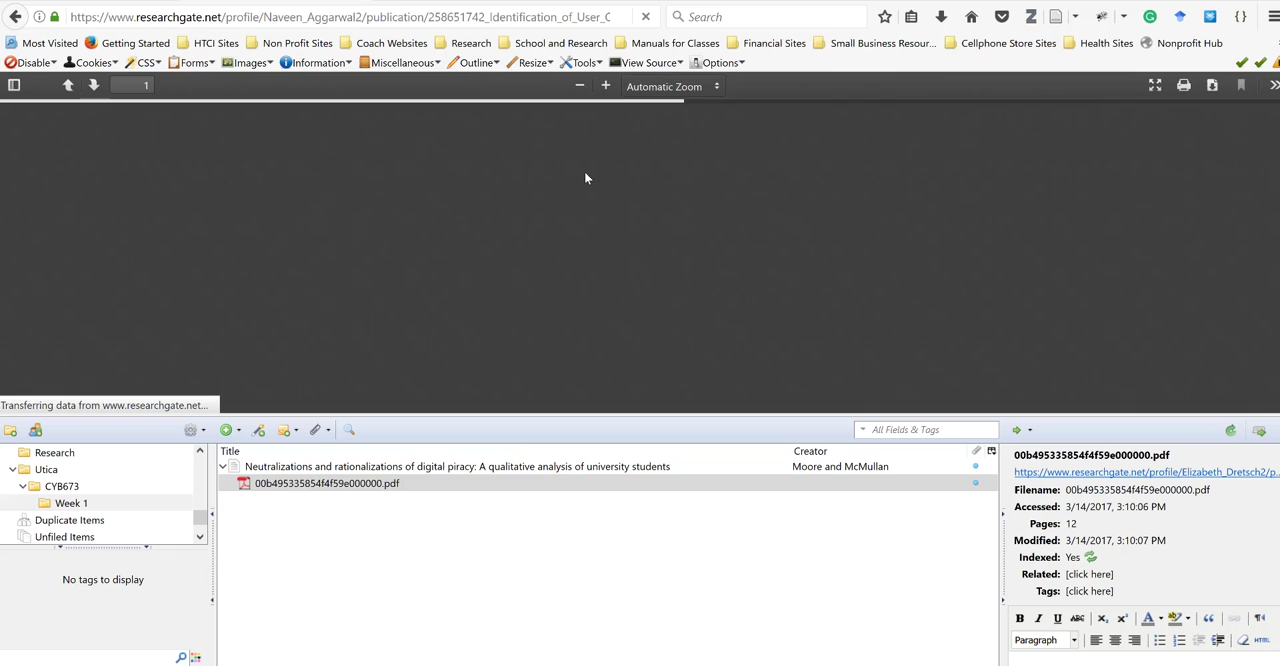 https://www.researchgate.net/profile/Naveen_Aggarwal2/publication/258651742_Identification_of_User_C
Search
Most Visited Getting Started HTCI Sites Non Profit Sites Coach Websites Research School and Research Manuals for Classes Financial Sites Small Business Resour... Cellphone Store Sites Health Sites Nonprofit Hub
Disable Cookies CSS Forms Images Information Miscellaneous Outline Resize Tools View Source Options
1
Automatic Zoom
Transferring data from www.researchgate.net...
All Fields & Tags
Research
Utica
CYB673
Week 1
Duplicate Items
Unfiled Items
No tags to display
Title Creator
Neutralizations and rationalizations of digital piracy: A qualitative analysis of university students Moore and McMullan
00b495335854f4f59e000000.pdf
00b495335854f4f59e000000.pdf
https://www.researchgate.net/profile/Elizabeth_Dretsch2/p...
Filename: 00b495335854f4f59e000000.pdf
Accessed: 3/14/2017, 3:10:06 PM
Pages: 12
Modified: 3/14/2017, 3:10:07 PM
Indexed: Yes
Related: [click here]
Tags: [click here]
B I U ABC X₂ X² A ab
Paragraph HTML